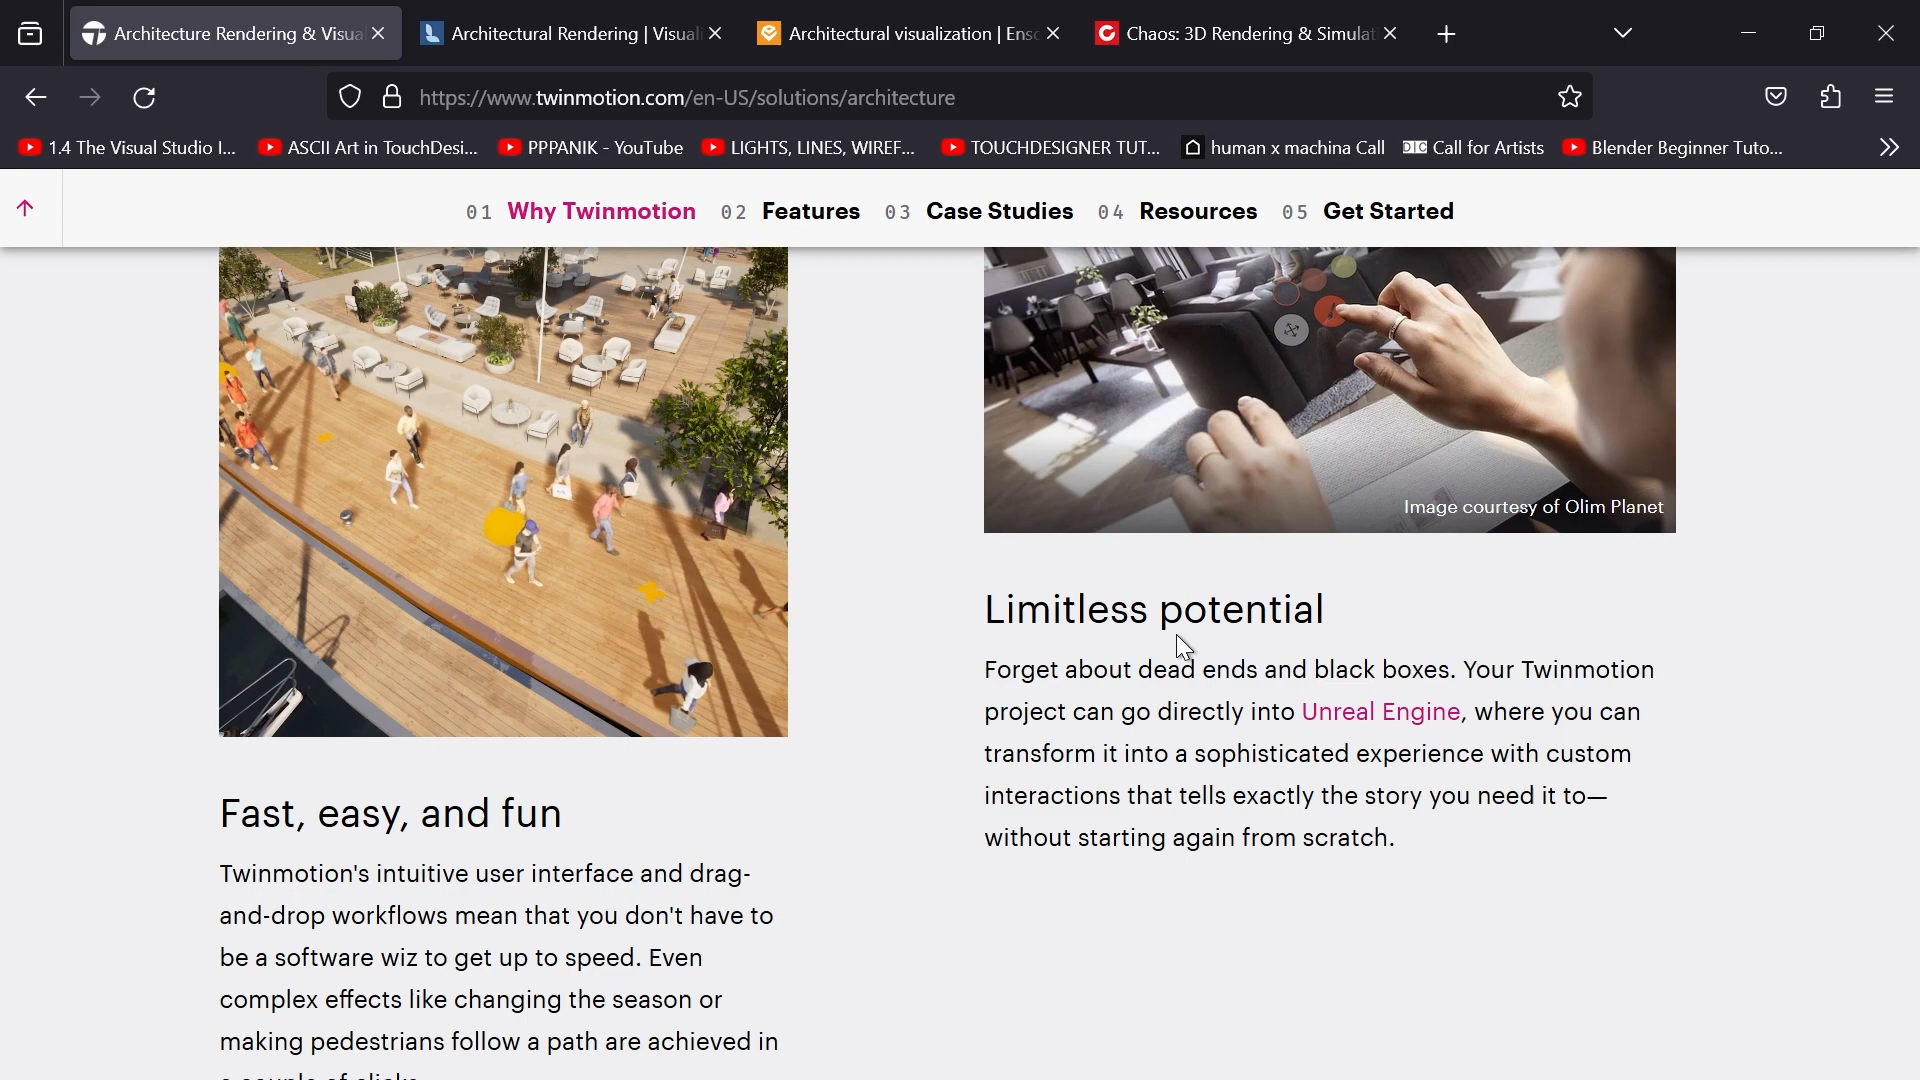 Architecture Rendering & Visua
Architectural Rendering | Visuali
Architectural visualization | Ensc
Chaos: 3D Rendering & Simulat
https://www.twinmotion.com/en-US/solutions/architecture
1.4 The Visual Studio I...
ASCII Art in TouchDesi...
PPPANIK - YouTube
LIGHTS, LINES, WIREF...
TOUCHDESIGNER TUT...
human x machina Call
DIC Call for Artists
Blender Beginner Tuto...
01 Why Twinmotion 02 Features 03 Case Studies 04 Resources 05 Get Started
Image courtesy of Olim Planet
Limitless potential
Forget about dead ends and black boxes. Your Twinmotion
project can go directly into Unreal Engine, where you can
transform it into a sophisticated experience with custom
interactions that tells exactly the story you need it to—
without starting again from scratch.
Fast, easy, and fun
Twinmotion's intuitive user interface and drag-
and-drop workflows mean that you don't have to
be a software wiz to get up to speed. Even
complex effects like changing the season or
making pedestrians follow a path are achieved in
a couple of clicks.